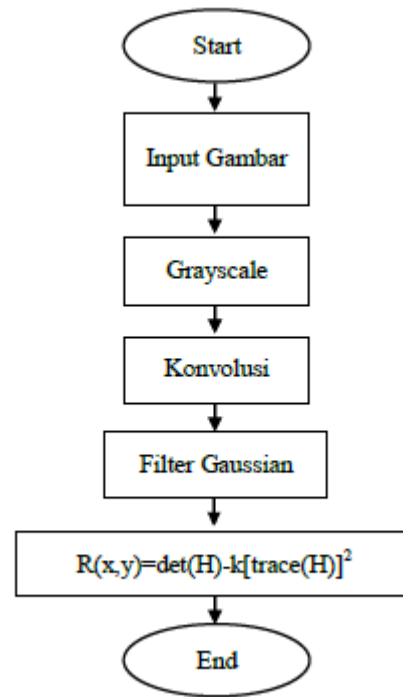 Start
Input Gambar
Grayscale
Konvolusi
Filter Gaussian
R(x,y)=det(H)-k[trace(H)]²
End